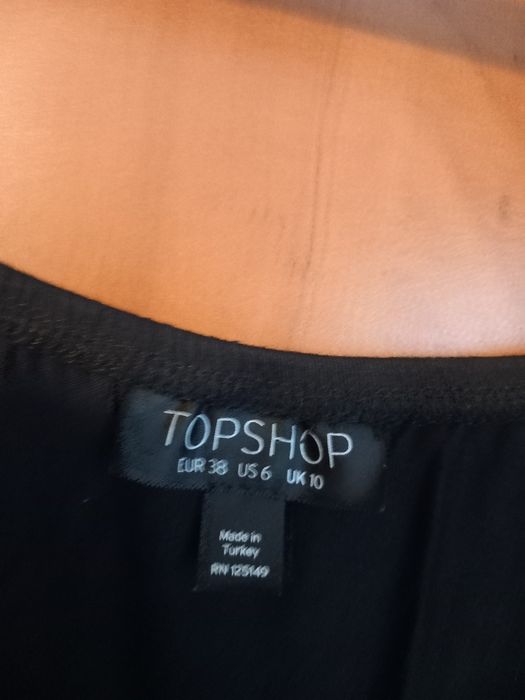 TOPSHOP
EUR 38 US 6 UK 10
Made in
Turkey
RN 125149